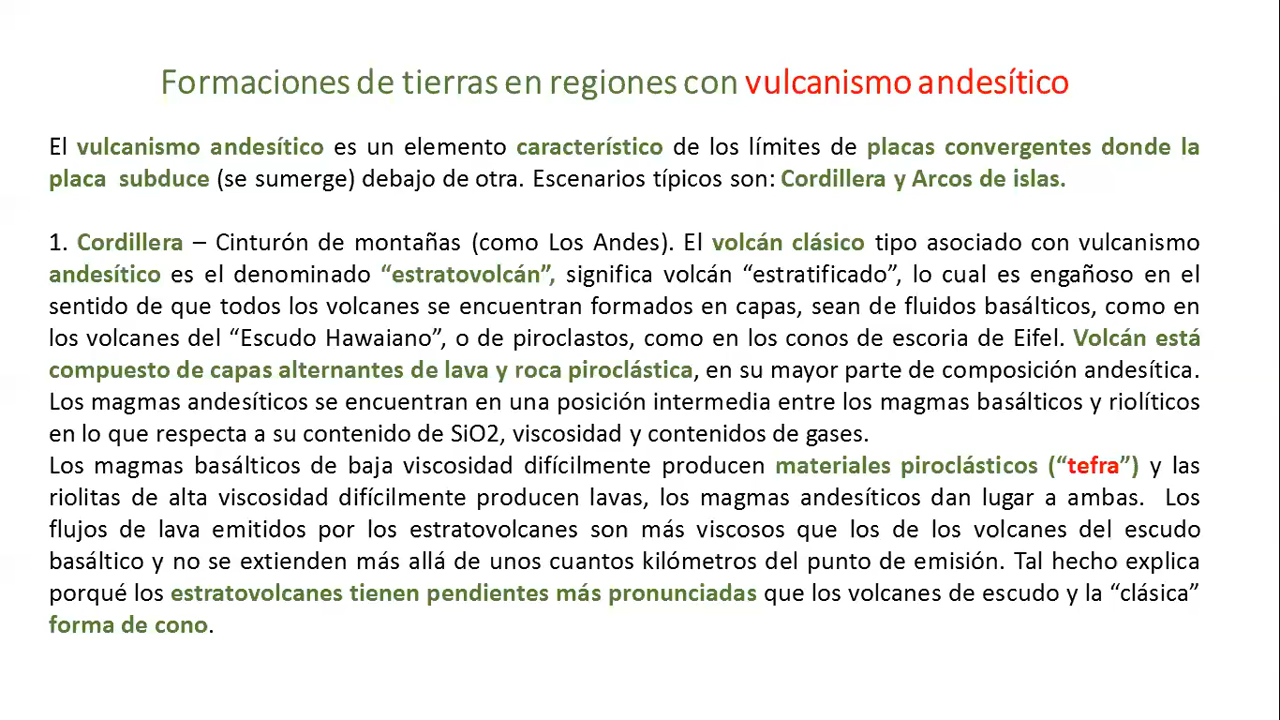 Formaciones de tierras en regiones con vulcanismo andesítico
El vulcanismo andesítico es un elemento característico de los límites de placas convergentes donde la
placa subduce (se sumerge) debajo de otra. Escenarios típicos son: Cordillera y Arcos de islas.
1. Cordillera – Cinturón de montañas (como Los Andes). El volcán clásico tipo asociado con vulcanismo
andesítico es el denominado “estratovolcán”, significa volcán “estratificado”, lo cual es engañoso en el
sentido de que todos los volcanes se encuentran formados en capas, sean de fluidos basálticos, como en
los volcanes del “Escudo Hawaiano”, o de piroclastos, como en los conos de escoria de Eifel. Volcán está
compuesto de capas alternantes de lava y roca piroclástica, en su mayor parte de composición andesítica.
Los magmas andesíticos se encuentran en una posición intermedia entre los magmas basálticos y riolíticos
en lo que respecta a su contenido de SiO2, viscosidad y contenidos de gases.
Los magmas basálticos de baja viscosidad difícilmente producen materiales piroclásticos (“tefra”) y las
riolitas de alta viscosidad difícilmente producen lavas, los magmas andesíticos dan lugar a ambas. Los
flujos de lava emitidos por los estratovolcanes son más viscosos que los de los volcanes del escudo
basáltico y no se extienden más allá de unos cuantos kilómetros del punto de emisión. Tal hecho explica
porqué los estratovolcanes tienen pendientes más pronunciadas que los volcanes de escudo y la “clásica”
forma de cono.